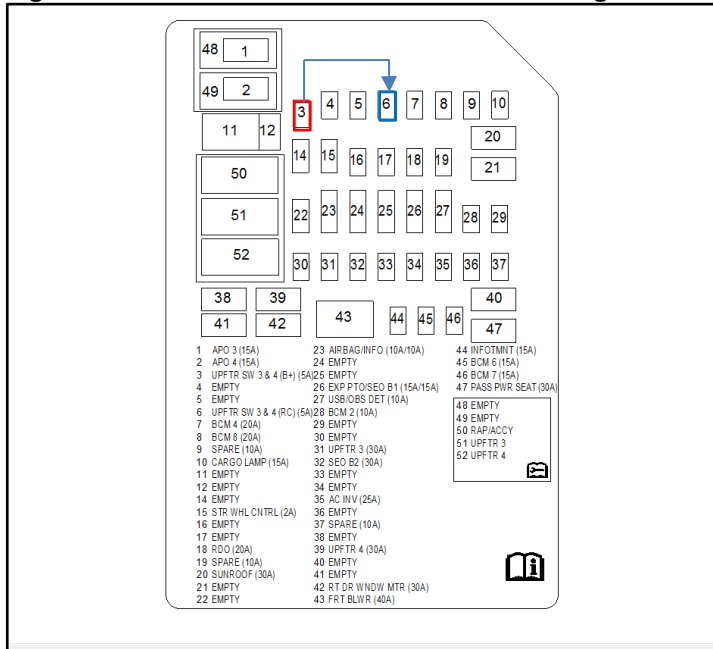 48 1
49 2
3 4 5 6 7 8 9 10
11 12
20
14 15 16 17 18 19
21
50
51
22 23 24 25 26 27 28 29
52
30 31 32 33 34 35 36 37
38 39
40
43
44 45 46
41 42
47
1 APO 3 (15A)
2 APO 4 (15A)
3 UPFTR SW 3 & 4 (B+) (5A)
4 EMPTY
5 EMPTY
6 UPFTR SW 3 & 4 (RC) (5A)
7 BCM 4 (20A)
8 BCM 8 (20A)
9 SPARE (10A)
10 CARGO LAMP (15A)
11 EMPTY
12 EMPTY
14 EMPTY
15 STR WHL CNTRL (2A)
16 EMPTY
17 EMPTY
18 RDO (20A)
19 SPARE (10A)
20 SUNROOF (30A)
21 EMPTY
22 EMPTY
23 AIRBAG/INFO (10A/10A)
24 EMPTY
25 EMPTY
26 EXP PTO/SEO B1 (15A/15A)
27 USB/OBS DET (10A)
28 BCM 2 (10A)
29 EMPTY
30 EMPTY
31 UPFTR 3 (30A)
32 SEO B2 (30A)
33 EMPTY
34 EMPTY
35 AC INV (25A)
36 EMPTY
37 SPARE (10A)
38 EMPTY
39 UPFTR 4 (30A)
40 EMPTY
41 EMPTY
42 RT DR WNDW MTR (30A)
43 FRT BLWR (40A)
44 INFOTMNT (15A)
45 BCM 6 (15A)
46 BCM 7 (15A)
47 PASS PWR SEAT (30A)
48 EMPTY
49 EMPTY
50 RAP/ACCY
51 UPFTR 3
52 UPFTR 4